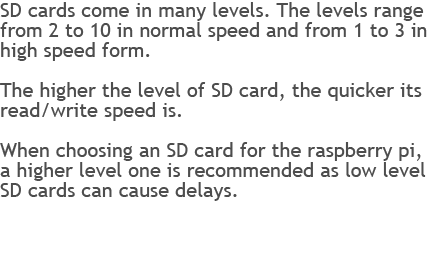 SD cards come in many levels. The levels range
from 2 to 10 in normal speed and from 1 to 3 in
high speed form.
The higher the level of SD card, the quicker its
read/write speed is.
When choosing an SD card for the raspberry pi,
a higher level one is recommended as low level
SD cards can cause delays.